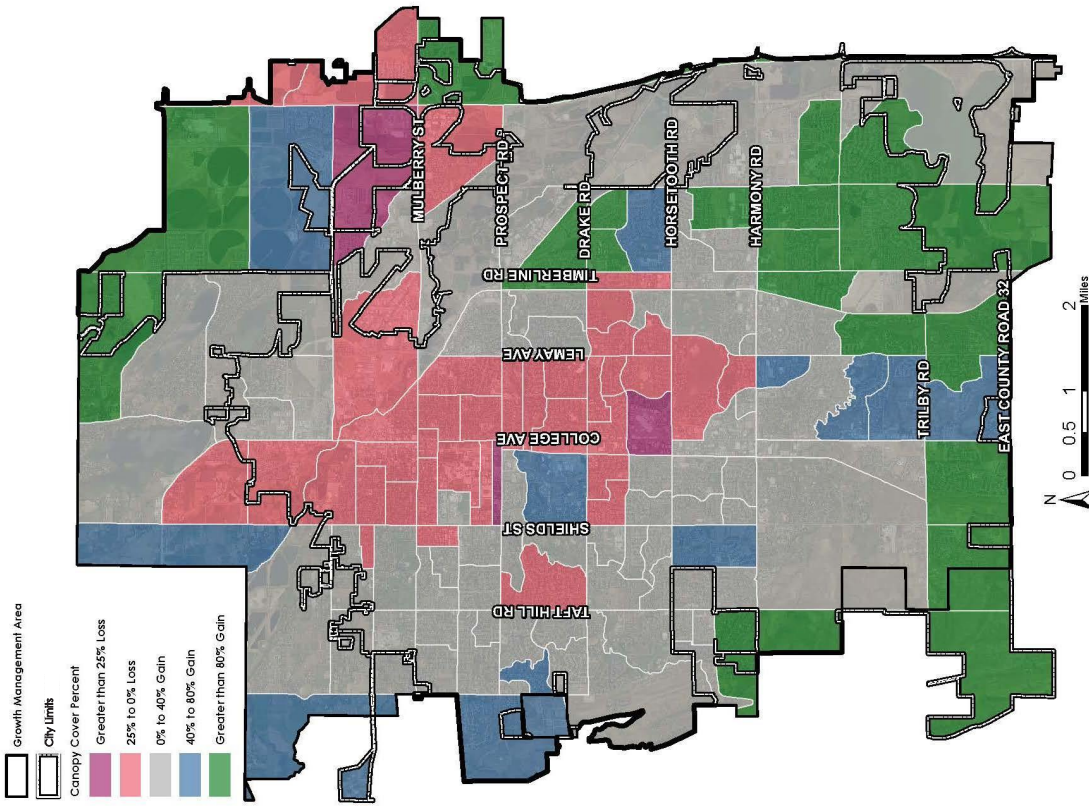 Growth Management Area
City Limits
Canopy Cover Percent
Greater than 25% Loss
25% to 0% Loss
0% to 40% Gain
40% to 80% Gain
Greater than 80% Gain
MULBERRY ST
PROSPECT RD
DRAKE RD
HORSETOOTH RD
HARMONY RD
TRILBY RD
EAST COUNTY ROAD 32
TAFT HILL RD
SHIELDS ST
COLLEGE AVE
LEMAY AVE
TIMBERLINE RD
N
0 0.5 1 2
Miles